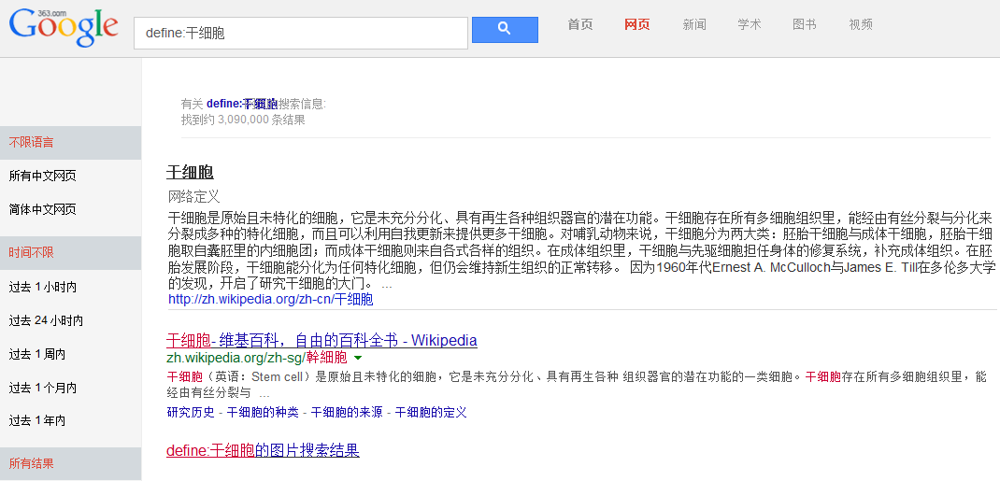 363.com
Google
define:干细胞
首页 网页 新闻 学术 图书 视频
有关 define:干细胞搜索信息:
找到约 3,090,000 条结果
不限语言
所有中文网页
简体中文网页
时间不限
过去 1 小时内
过去 24 小时内
过去 1 周内
过去 1 个月内
过去 1 年内
所有结果
干细胞
网络定义
干细胞是原始且未特化的细胞，它是未充分分化、具有再生各种组织器官的潜在功能。干细胞存在所有多细胞组织里，能经由有丝分裂与分化来
分裂成多种的特化细胞，而且可以利用自我更新来提供更多干细胞。对哺乳动物来说，干细胞分为两大类：胚胎干细胞与成体干细胞，胚胎干细
胞取自囊胚里的内细胞团；而成体干细胞则来自各式各样的组织。在成体组织里，干细胞与先驱细胞担任身体的修复系统，补充成体组织。在胚
胎发展阶段，干细胞能分化为任何特化细胞，但仍会维持新生组织的正常转移。 因为1960年代Ernest A. McCulloch与James E. Till在多伦多大学
的发现，开启了研究干细胞的大门。 ...
http://zh.wikipedia.org/zh-cn/干细胞
干细胞- 维基百科，自由的百科全书 - Wikipedia
zh.wikipedia.org/zh-sg/幹細胞
干细胞（英语：Stem cell）是原始且未特化的细胞，它是未充分分化、具有再生各种 组织器官的潜在功能的一类细胞。干细胞存在所有多细胞组织里，能
经由有丝分裂与 ...
研究历史 - 干细胞的种类 - 干细胞的来源 - 干细胞的定义
define:干细胞的图片搜索结果